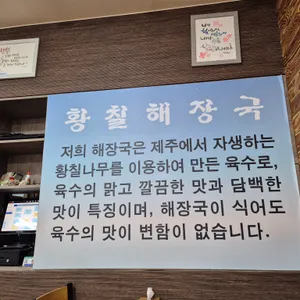 황칠해장국
저희 해장국은 제주에서 자생하는
황칠나무를 이용하여 만든 육수로,
육수의 맑고 깔끔한 맛과 담백한
맛이 특징이며, 해장국이 식어도
육수의 맛이 변함이 없습니다.